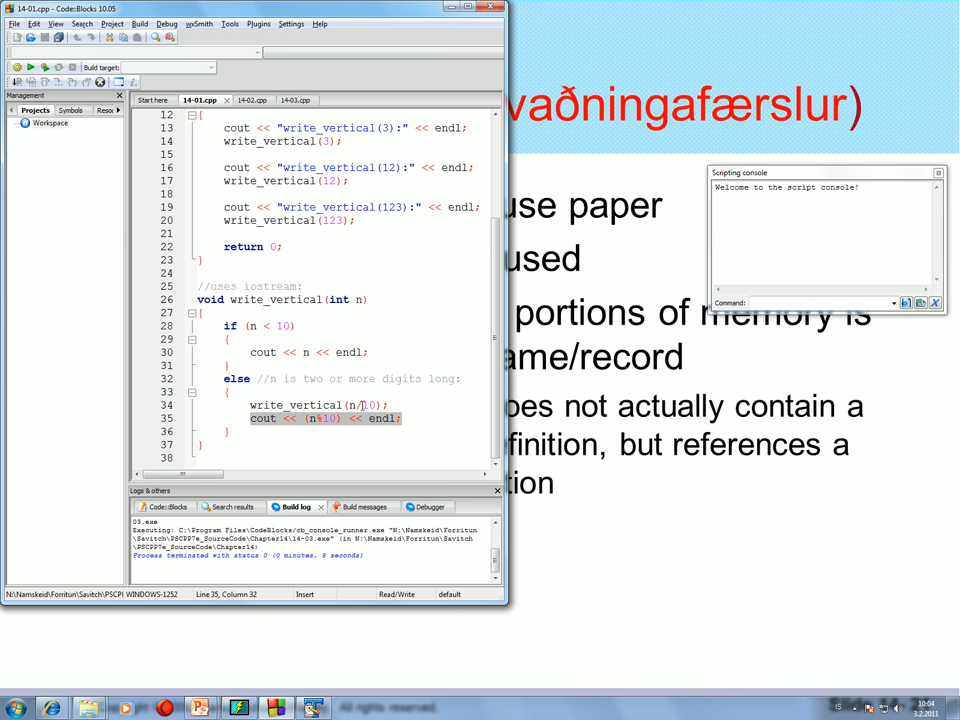 14-01.cpp - Code::Blocks 10.05
File Edit View Search Project Build Debug wxSmith Tools Plugins Settings Help
Build target:
Management
Projects Symbols Resou
Workspace
Start here 14-01.cpp 14-02.cpp 14-03.cpp
12 {
13 cout << "write_vertical(3):" << endl;
14 write_vertical(3);
15
16 cout << "write_vertical(12):" << endl;
17 write_vertical(12);
18
19 cout << "write_vertical(123):" << endl;
20 write_vertical(123);
21
22 return 0;
23 }
24
25 //uses iostream:
26 void write_vertical(int n)
27 {
28 if (n < 10)
29 {
30 cout << n << endl;
31 }
32 else //n is two or more digits long:
33 {
34 write_vertical(n/10);
35 cout << (n%10) << endl;
36 }
37 }
38
Logs & others
Code::Blocks Search results Build log Build messages Debugger
03.exe
Executing: C:\Program Files\CodeBlocks/cb_console_runner.exe "N:\Namskeid\Forritun
\Savitch\PSCPP7e_SourceCode\Chapter14\14-03.exe" (in N:\Namskeid\Forritun
\Savitch\PSCPP7e_SourceCode\Chapter14)
Process terminated with status 0 (0 minutes, 8 seconds)
N:\Namskeid\Forritun\Savitch\PSCPI WINDOWS-1252 Line 35, Column 32 Insert Read/Write default
vaðningafærslur)
use paper
used
portions of memory is
ame/record
oes not actually contain a
finition, but references a
tion
Scripting console
Welcome to the script console!
Command:
All rights reserved.
IS
10:04
3.2.2011